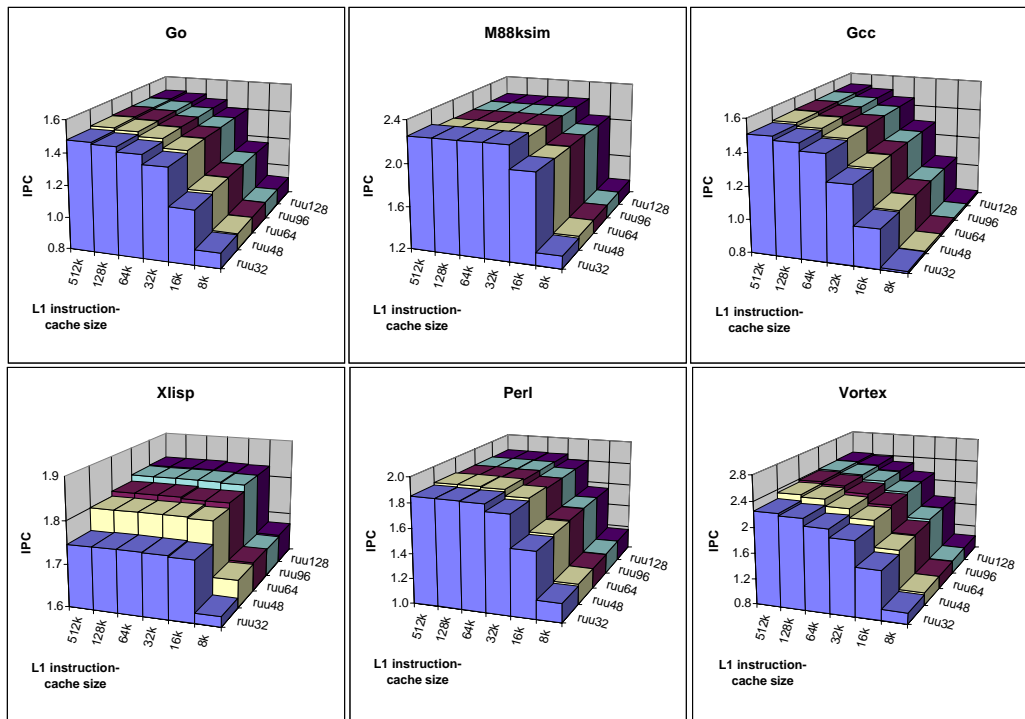 Go
1.6
1.4
1.2
1.0
0.8
IPC
512k
128k
64k
32k
16k
8k
ruu32
ruu48
ruu64
ruu96
ruu128
L1 instruction-
cache size
M88ksim
2.4
2.0
1.6
1.2
IPC
512k
128k
64k
32k
16k
8k
ruu32
ruu48
ruu64
ruu96
ruu128
L1 instruction-
cache size
Gcc
1.6
1.4
1.2
1.0
0.8
IPC
512k
128k
64k
32k
16k
8k
ruu32
ruu48
ruu64
ruu96
ruu128
L1 instruction-
cache size
Xlisp
1.9
1.8
1.7
1.6
IPC
512k
128k
64k
32k
16k
8k
ruu32
ruu48
ruu64
ruu96
ruu128
L1 instruction-
cache size
Perl
2.0
1.8
1.6
1.4
1.2
1.0
IPC
512k
128k
64k
32k
16k
8k
ruu32
ruu48
ruu64
ruu96
ruu128
L1 instruction-
cache size
Vortex
2.8
2.4
2
1.6
1.2
0.8
IPC
512k
128k
64k
32k
16k
8k
ruu32
ruu48
ruu64
ruu96
ruu128
L1 instruction-
cache size